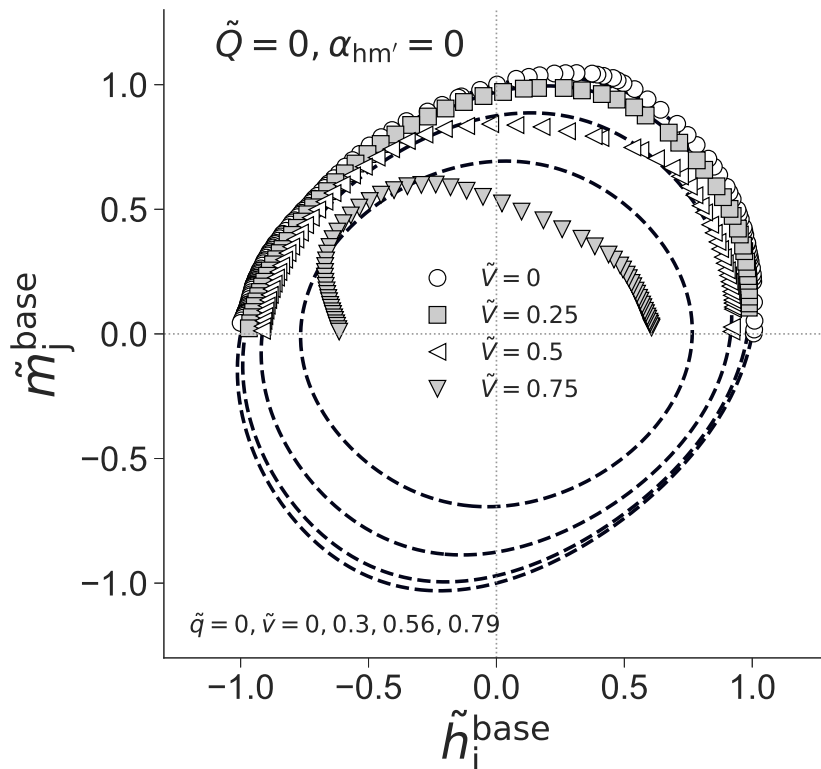 Q̃ = 0, α_hm′ = 0
1.0
0.5
0.0
−0.5
−1.0
m̃_j^base
Ṽ = 0
Ṽ = 0.25
Ṽ = 0.5
Ṽ = 0.75
q̃ = 0, ṽ = 0, 0.3, 0.56, 0.79
−1.0 −0.5 0.0 0.5 1.0
h̃_i^base